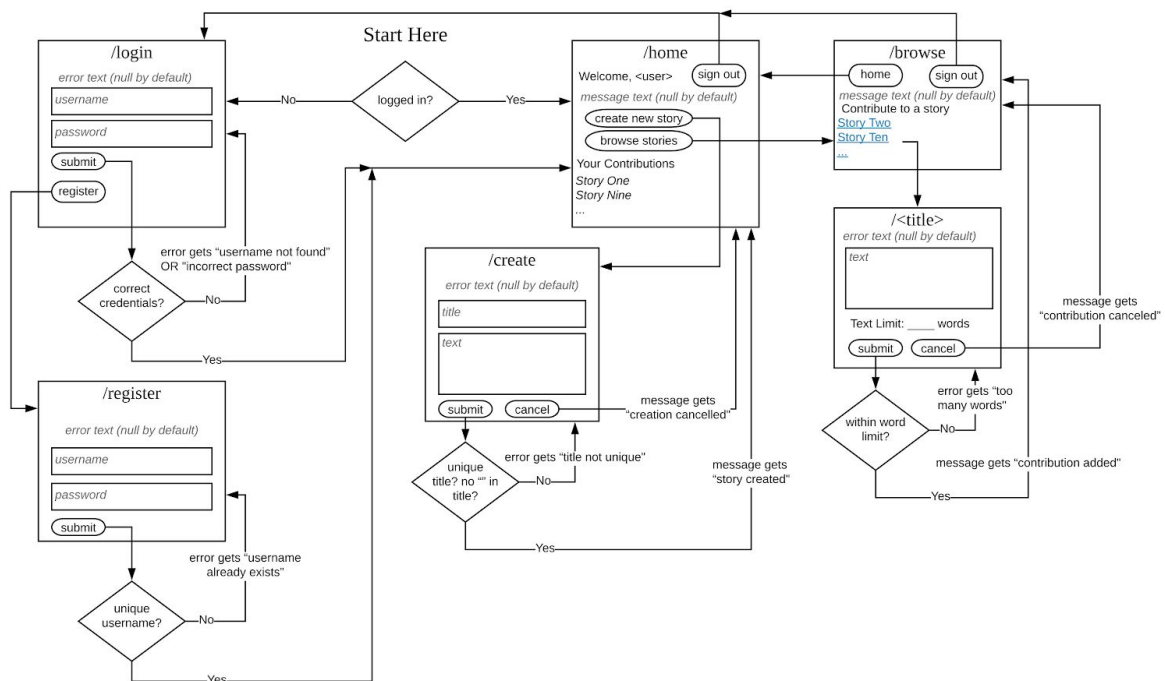 Start Here
logged in?
No
Yes
/login
error text (null by default)
username
password
submit
register
error gets “username not found”
OR "incorrect password"
correct
credentials?
No
Yes
/register
error text (null by default)
username
password
submit
error gets “username
already exists”
unique
username?
No
Yes
/home
Welcome, <user>
sign out
message text (null by default)
create new story
browse stories
Your Contributions
Story One
Story Nine
...
/create
error text (null by default)
title
text
submit
cancel
message gets
“creation cancelled”
error gets “title not unique”
unique
title? no “” in
title?
No
Yes
message gets
“story created”
/browse
home
sign out
message text (null by default)
Contribute to a story
Story Two
Story Ten
...
/<title>
error text (null by default)
text
Text Limit: ____ words
submit
cancel
message gets
“contribution canceled”
error gets “too
many words”
within word
limit?
No
message gets “contribution added”
Yes